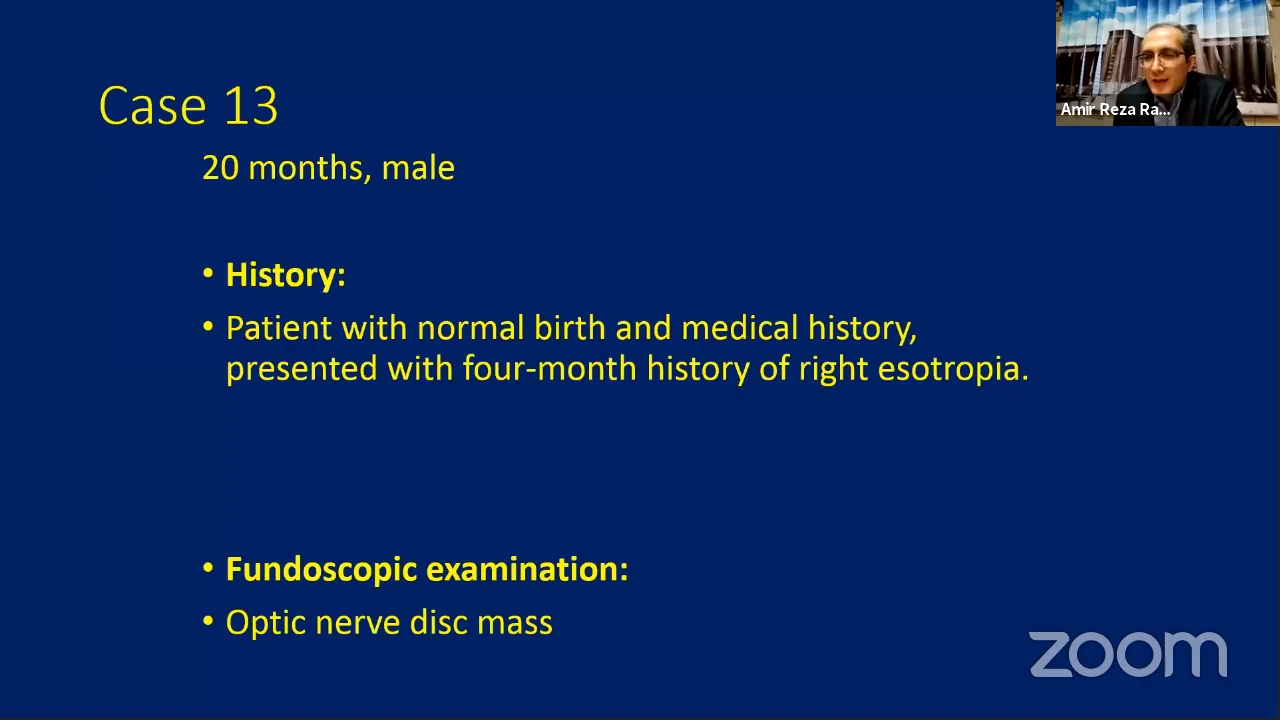 Case 13
Amir Reza Ra...
20 months, male
• History:
• Patient with normal birth and medical history,
presented with four-month history of right esotropia.
• Fundoscopic examination:
• Optic nerve disc mass
zoom